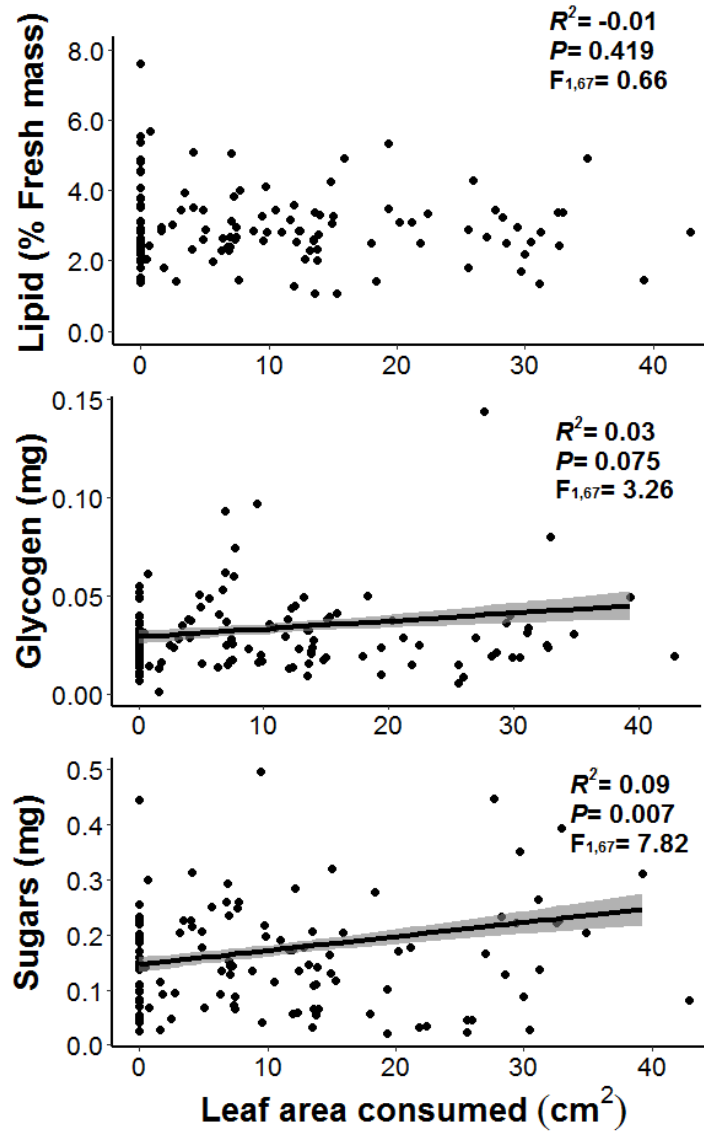 R²= -0.01
P= 0.419
F1,67= 0.66
Lipid (% Fresh mass)
8.0
6.0
4.0
2.0
0.0
0 10 20 30 40
R²= 0.03
P= 0.075
F1,67= 3.26
Glycogen (mg)
0.15
0.10
0.05
0.00
0 10 20 30 40
R²= 0.09
P= 0.007
F1,67= 7.82
Sugars (mg)
0.5
0.4
0.3
0.2
0.1
0.0
0 10 20 30 40
Leaf area consumed (cm²)